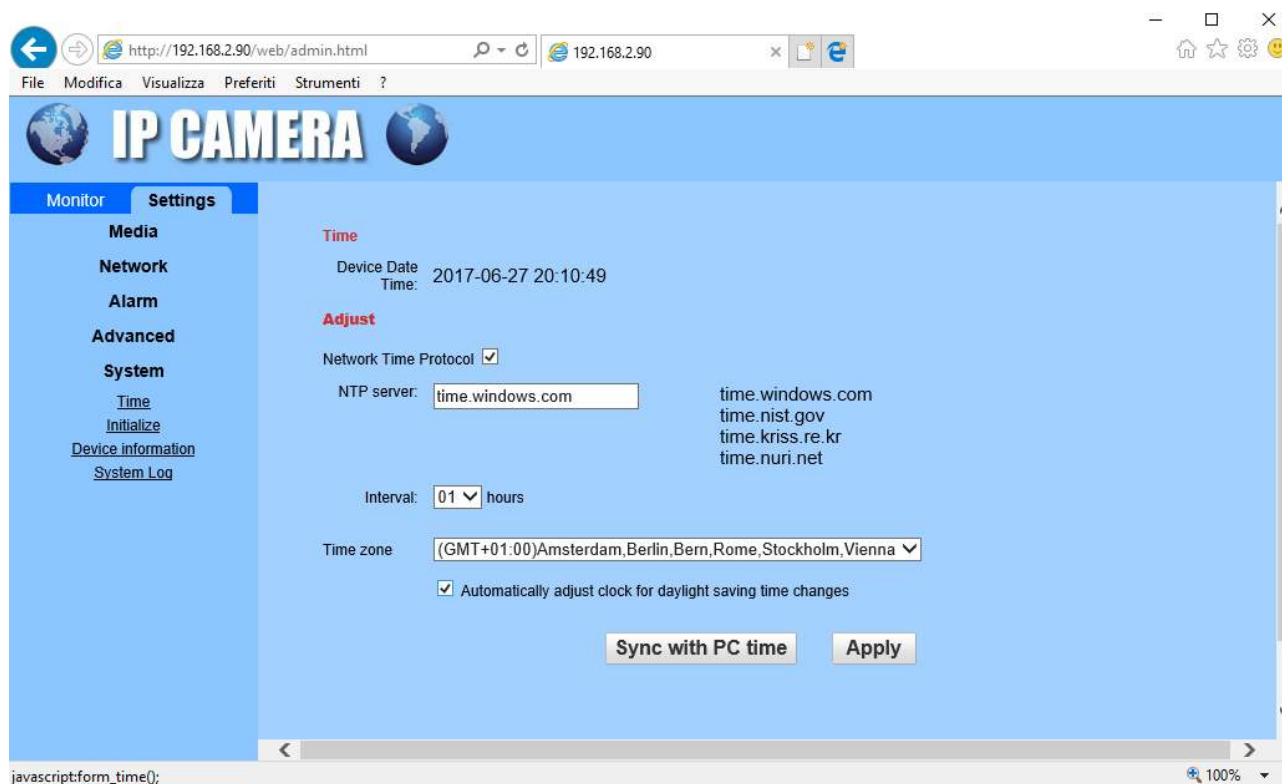 http://192.168.2.90/web/admin.html
192.168.2.90
File Modifica Visualizza Preferiti Strumenti ?
IP CAMERA
Monitor Settings
Media
Network
Alarm
Advanced
System
Time
Initialize
Device information
System Log
Time
Device Date Time: 2017-06-27 20:10:49
Adjust
Network Time Protocol
NTP server: time.windows.com
time.windows.com
time.nist.gov
time.kriss.re.kr
time.nuri.net
Interval: 01 hours
Time zone (GMT+01:00)Amsterdam,Berlin,Bern,Rome,Stockholm,Vienna
Automatically adjust clock for daylight saving time changes
Sync with PC time Apply
javascript:form_time();
100%